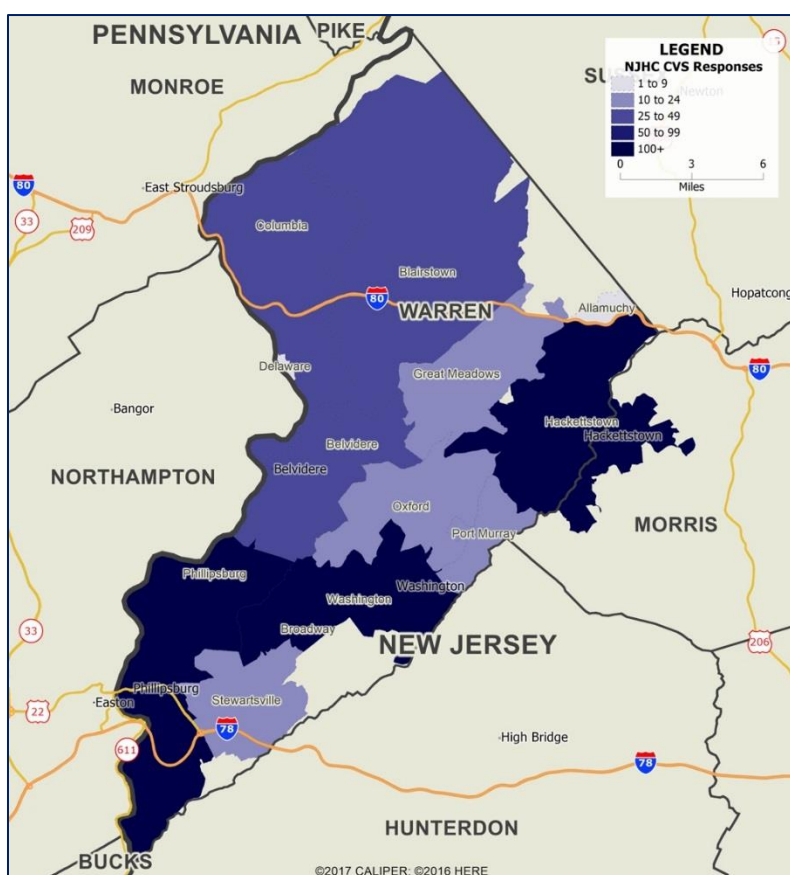 PENNSYLVANIA
PIKE
LEGEND
NJHC CVS Responses
1 to 9
10 to 24
25 to 49
50 to 99
100+
0 3 6
Miles
15
Newton
MONROE
80
East Stroudsburg
33
209
Columbia
Blairstown
80
WARREN
Allamuchy
Hopatcong
Delaware
Great Meadows
80
Bangor
Hackettstown
Hackettstown
Belvidere
Belvidere
NORTHAMPTON
Oxford
MORRIS
Port Murray
Phillipsburg
Washington
Washington
33
Broadway
NEW JERSEY
206
Phillipsburg
Easton
Stewartsville
22
78
611
High Bridge
78
HUNTERDON
BUCKS
©2017 CALIPER; ©2016 HERE